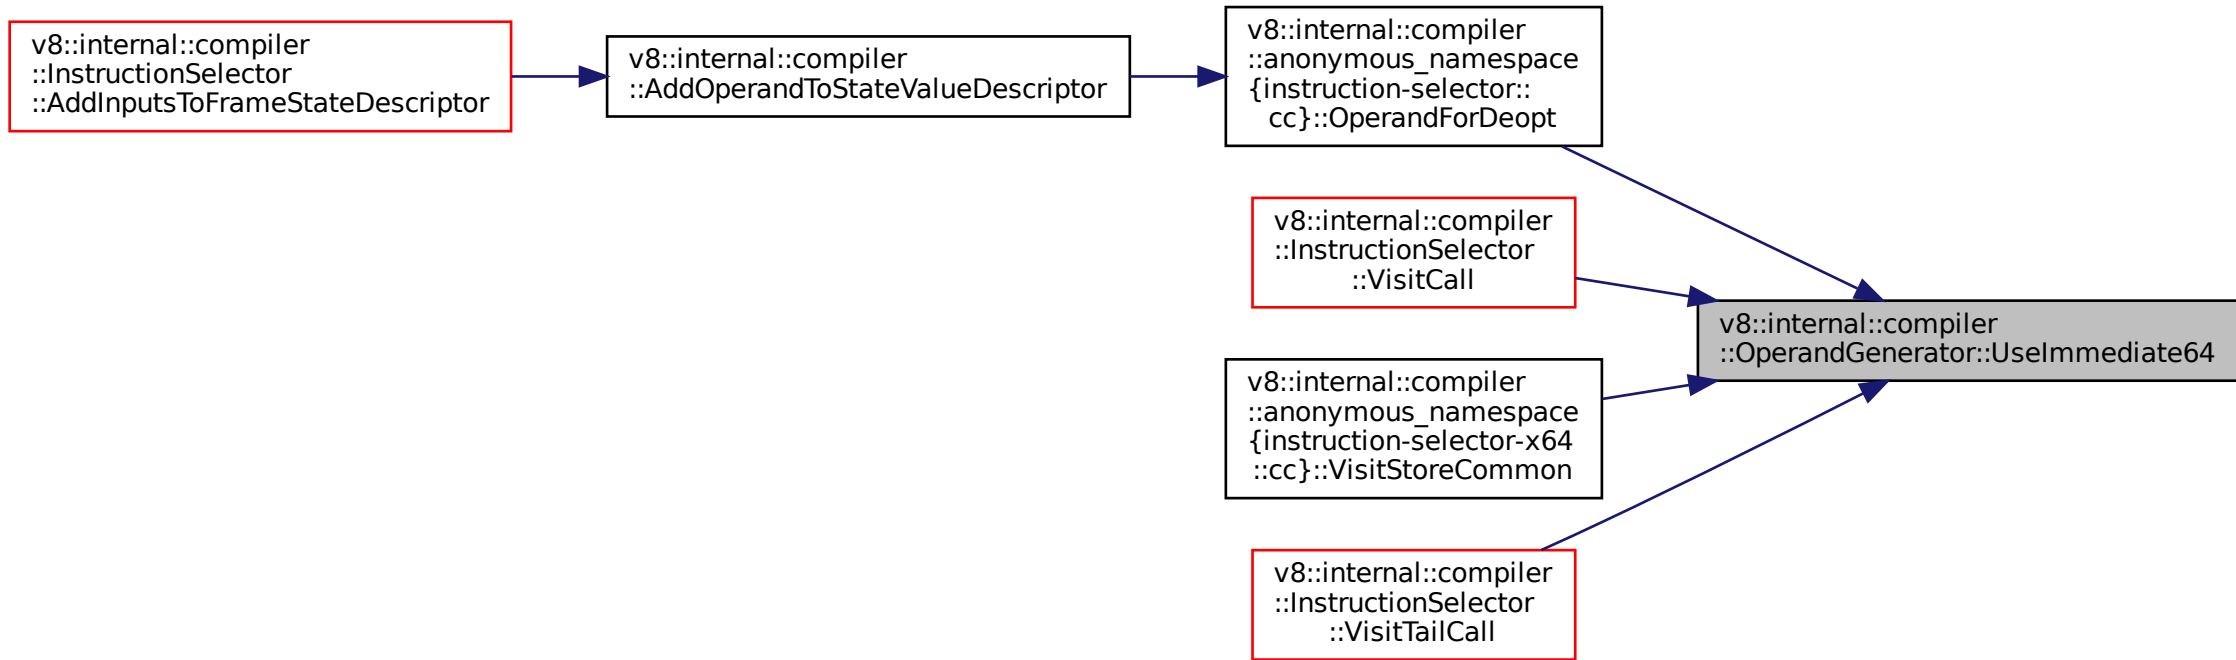 v8::internal::compiler
::InstructionSelector
::AddInputsToFrameStateDescriptor
v8::internal::compiler
::AddOperandToStateValueDescriptor
v8::internal::compiler
::anonymous_namespace
{instruction-selector::
cc}::OperandForDeopt
v8::internal::compiler
::InstructionSelector
::VisitCall
v8::internal::compiler
::OperandGenerator::UseImmediate64
v8::internal::compiler
::anonymous_namespace
{instruction-selector-x64
::cc}::VisitStoreCommon
v8::internal::compiler
::InstructionSelector
::VisitTailCall